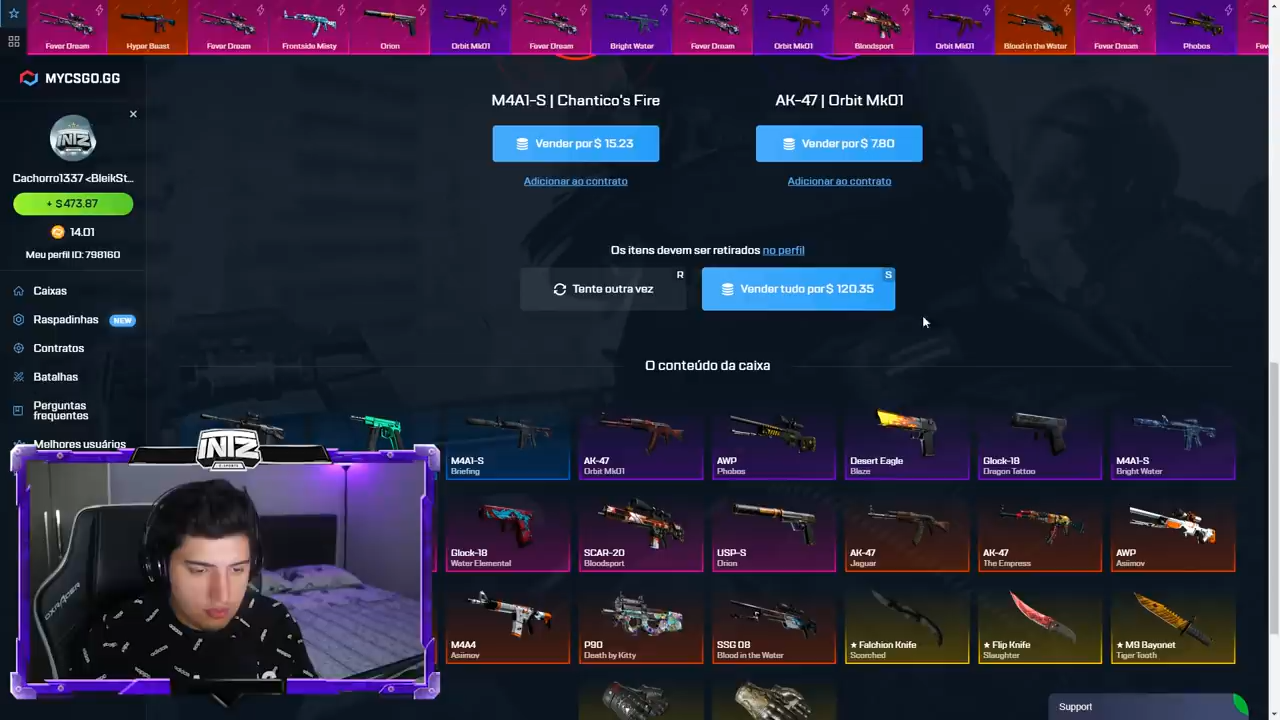 Fever Dream
Hyper Beast
Fever Dream
Frontside Misty
Orion
Orbit Mk01
Fever Dream
Bright Water
Fever Dream
Orbit Mk01
Bloodsport
Orbit Mk01
Blood in the Water
Fever Dream
Phobos
MYCSGO.GG
M4A1-S | Chantico's Fire
AK-47 | Orbit Mk01
Vender por $ 15.23
Vender por $ 7.80
Adicionar ao contrato
Adicionar ao contrato
Cachorro1337 <BleikSt...
+ $ 473.87
14.01
Meu perfil ID: 798160
Os itens devem ser retirados no perfil
Tente outra vez
R
Vender tudo por $ 120.35
S
Caixas
Raspadinhas
NEW
Contratos
Batalhas
Perguntas
frequentes
Melhores usuários
O conteúdo da caixa
M4A1-S
Briefing
AK-47
Orbit Mk01
AWP
Phobos
Desert Eagle
Blaze
Glock-18
Dragon Tattoo
M4A1-S
Bright Water
Glock-18
Water Elemental
SCAR-20
Bloodsport
USP-S
Orion
AK-47
Jaguar
AK-47
The Empress
AWP
Asiimov
M4A4
Asiimov
P90
Death by Kitty
SSG 08
Blood in the Water
★ Falchion Knife
Scorched
★ Flip Knife
Slaughter
★ M9 Bayonet
Tiger Tooth
NTZ
E-SPORTS
DXRACER
Support